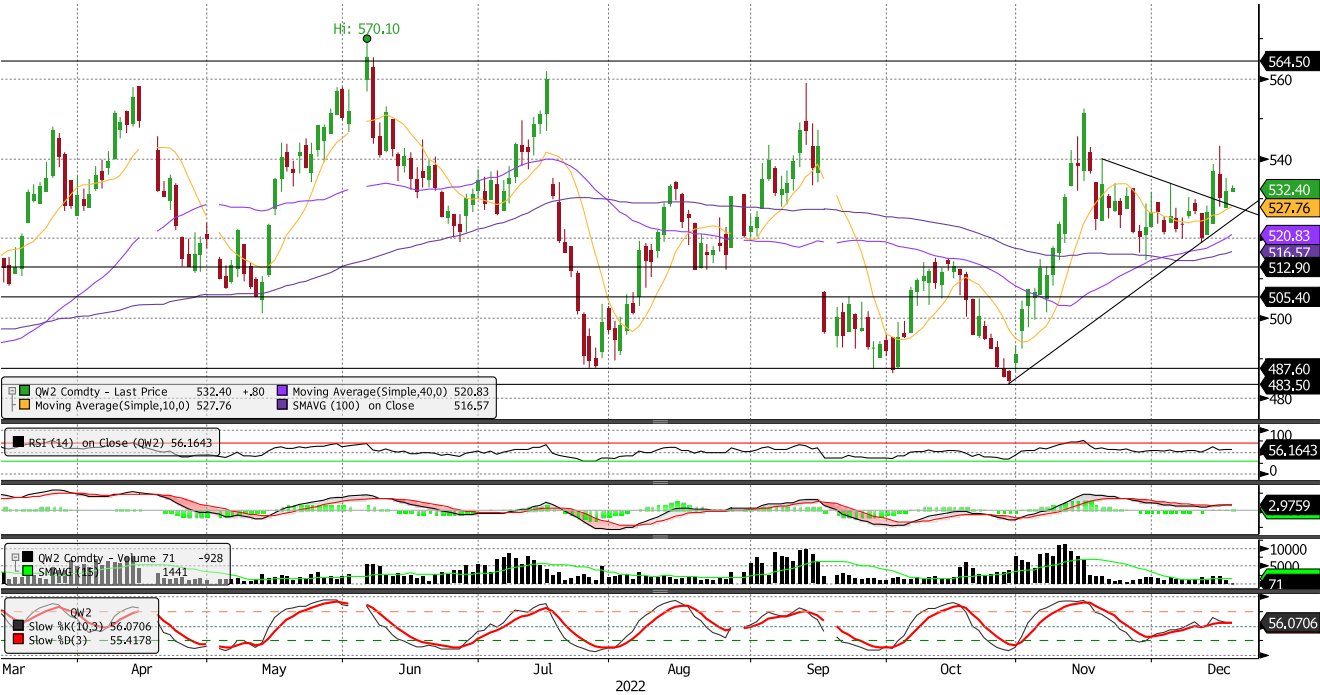 Hi: 570.10
564.50
560
540
532.40
527.76
520.83
516.57
512.90
505.40
500
487.60
483.50
480
QW2 Comdty - Last Price 532.40 +.80
Moving Average(Simple,10,0) 527.76
Moving Average(Simple,40,0) 520.83
SMAVG (100) on Close 516.57
RSI (14) on Close (QW2) 56.1643
100
56.1643
0
2.9759
QW2 Comdty - Volume 71 -928
SMAVG (15) 1441
10000
5000
71
QW2
Slow %K(10,3) 56.0706
Slow %D(3) 55.4178
56.0706
Mar Apr May Jun Jul Aug Sep Oct Nov Dec
2022